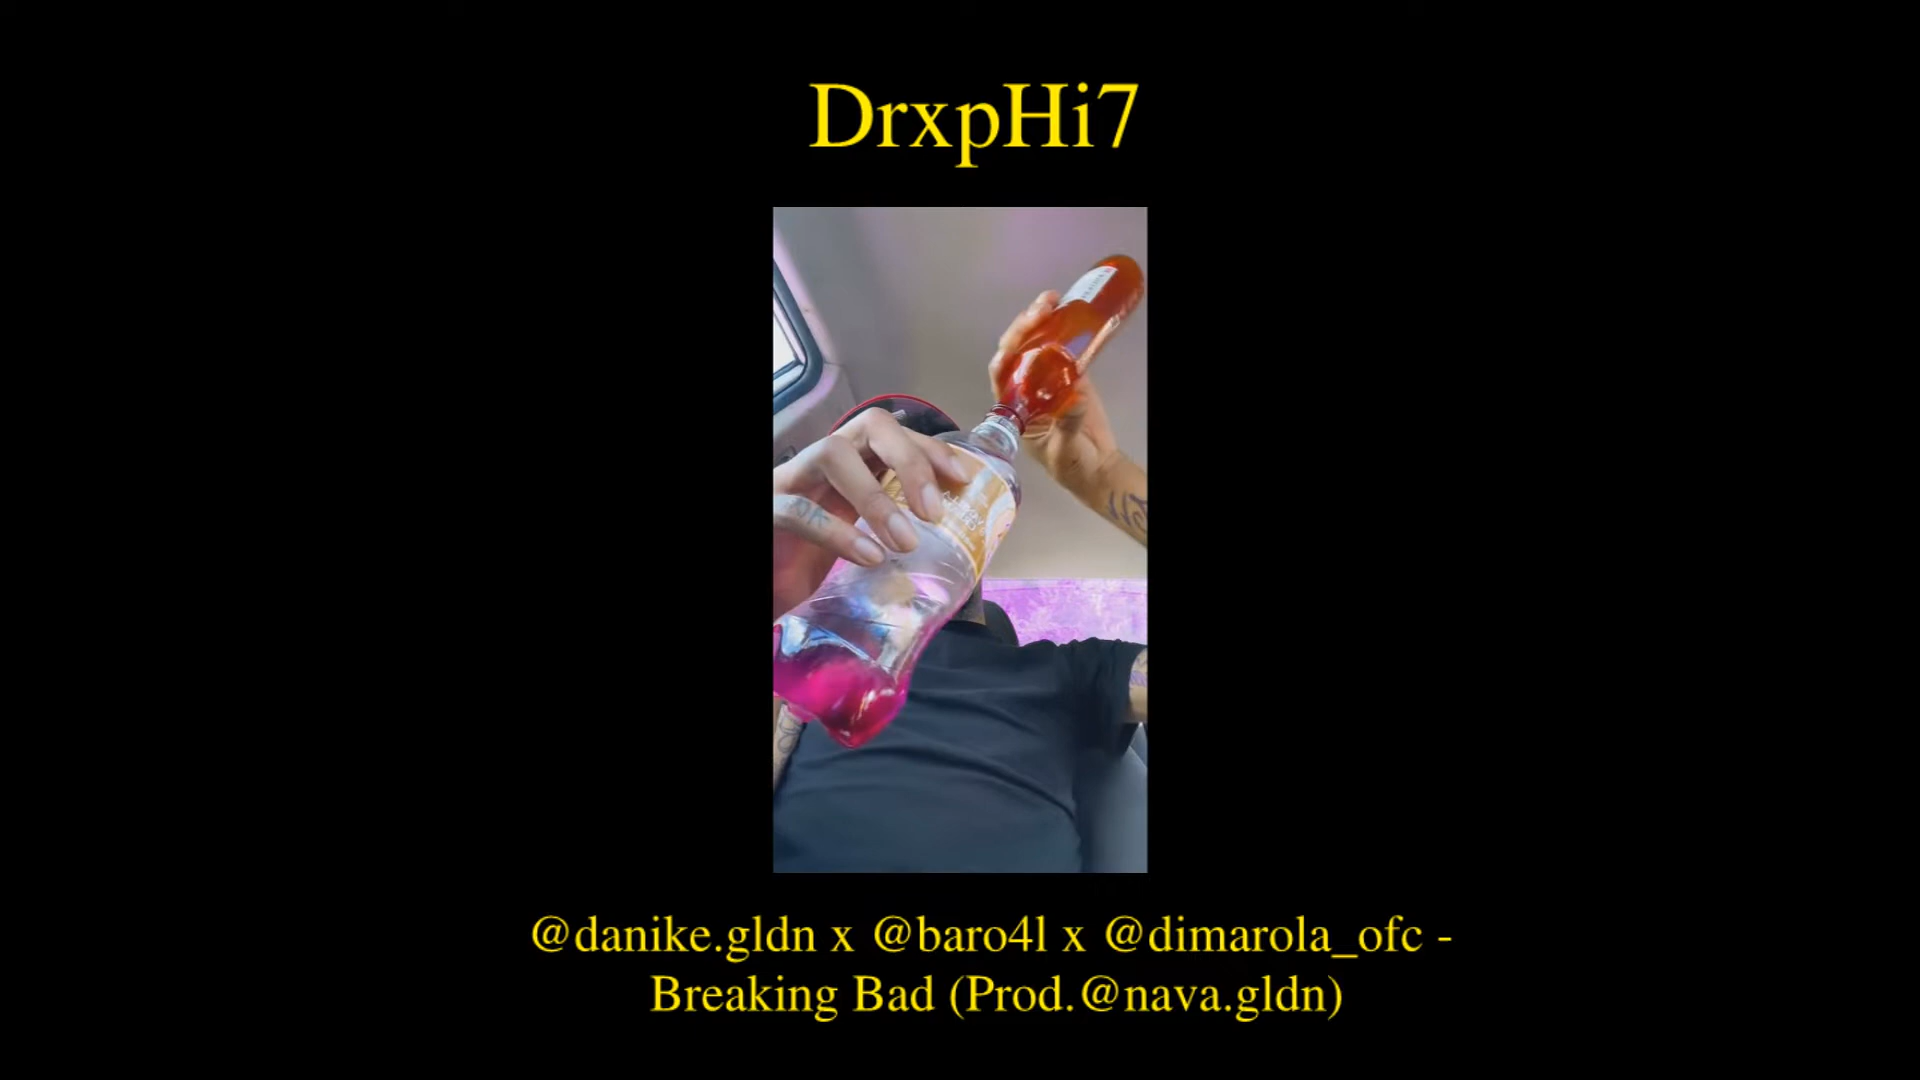 DrxpHi7
@danike.gldn x @baro4l x @dimarola_ofc -
Breaking Bad (Prod.@nava.gldn)